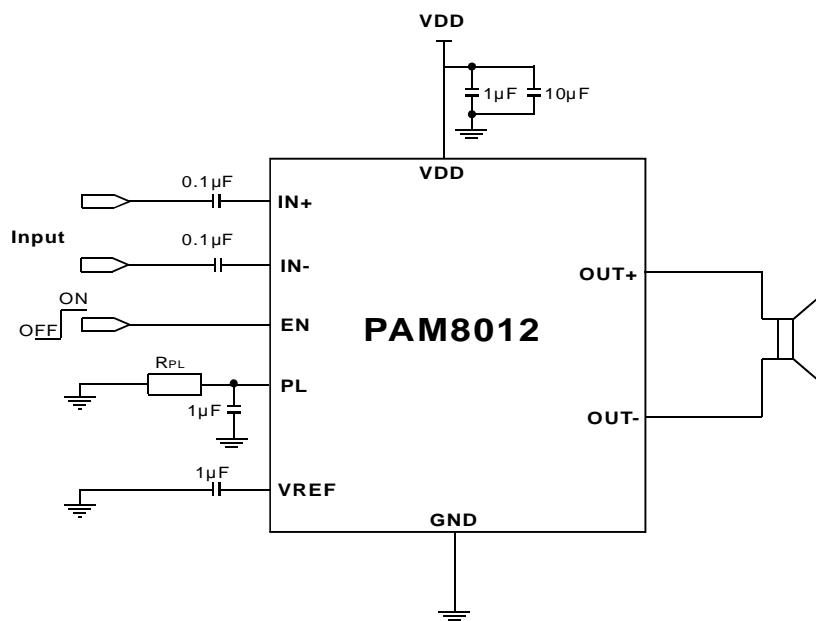 VDD
1µF 10µF
VDD
0.1µF
IN+
Input
0.1µF
IN-
OUT+
ON
OFF
EN
PAM8012
RPL
PL
1µF
OUT-
1µF
VREF
GND